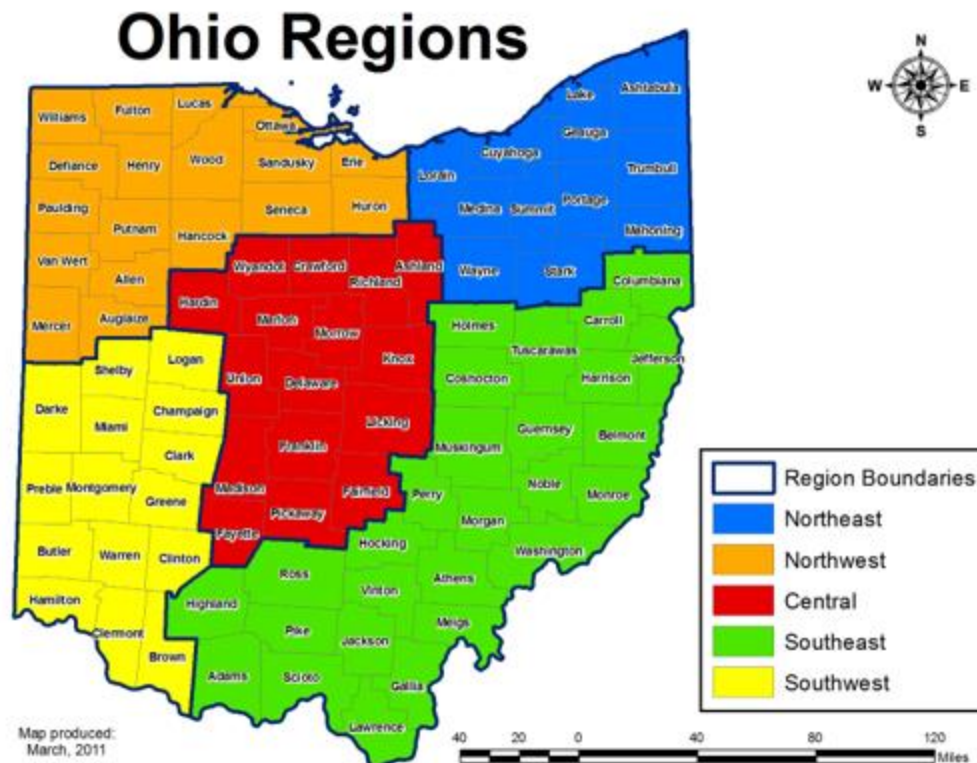 Ohio Regions
N
W E
S
Lake Ashtabula
Williams Fulton Lucas
Ottawa
Geauga
Cuyahoga
Defiance Henry Wood Sandusky Erie
Lorain Trumbull
Paulding Seneca Huron Medina Summit Portage
Putnam Hancock Mahoning
Van Wert Wyandot Crawford Ashland Wayne Stark
Allen Richland Columbiana
Hardin
Mercer Auglaize Marion Morrow Holmes Carroll
Logan Knox Tuscarawas Jefferson
Shelby Union Delaware Coshocton Harrison
Darke Champaign Licking
Miami Franklin Muskingum Guernsey Belmont
Clark
Preble Montgomery Greene Madison Fairfield Perry Noble Monroe
Pickaway Morgan
Fayette
Butler Warren Clinton Hocking Washington
Ross Athens
Hamilton Highland Vinton
Clermont Pike Jackson Meigs
Brown Adams Scioto Gallia
Lawrence
Region Boundaries
Northeast
Northwest
Central
Southeast
Southwest
Map produced:
March, 2011
40 20 0 40 80 120
Miles